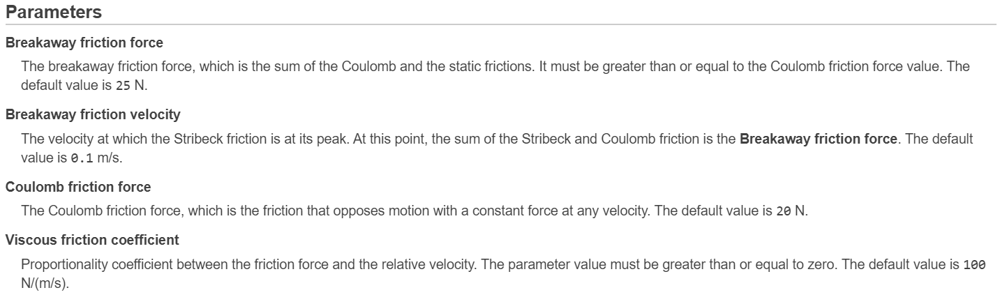 Parameters
Breakaway friction force
The breakaway friction force, which is the sum of the Coulomb and the static frictions. It must be greater than or equal to the Coulomb friction force value. The
default value is 25 N.
Breakaway friction velocity
The velocity at which the Stribeck friction is at its peak. At this point, the sum of the Stribeck and Coulomb friction is the Breakaway friction force. The default
value is 0.1 m/s.
Coulomb friction force
The Coulomb friction force, which is the friction that opposes motion with a constant force at any velocity. The default value is 20 N.
Viscous friction coefficient
Proportionality coefficient between the friction force and the relative velocity. The parameter value must be greater than or equal to zero. The default value is 100
N/(m/s).